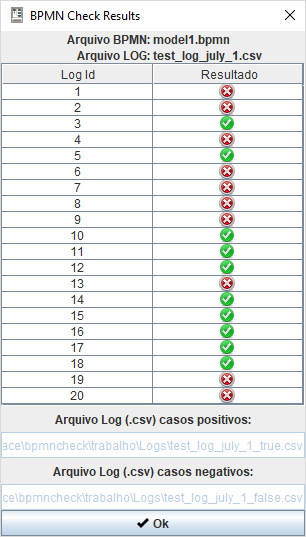 BPMN Check Results
Arquivo BPMN: model1.bpmn
Arquivo LOG: test_log_july_1.csv
Log Id Resultado
1
2
3
4
5
6
7
8
9
10
11
12
13
14
15
16
17
18
19
20
Arquivo Log (.csv) casos positivos:
ace\bpmncheck\trabalho\Logs\test_log_july_1_true.csv
Arquivo Log (.csv) casos negativos:
ce\bpmncheck\trabalho\Logs\test_log_july_1_false.csv
Ok